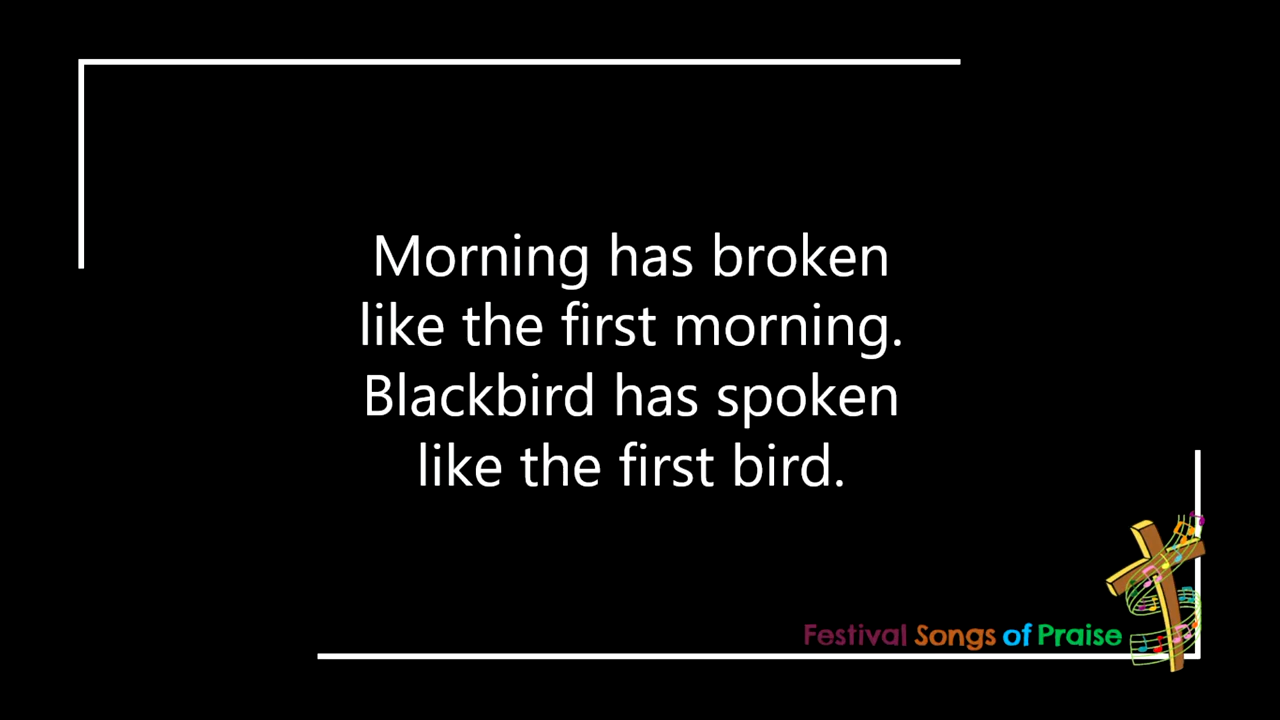 Morning has broken
like the first morning.
Blackbird has spoken
like the first bird.
Festival Songs of Praise